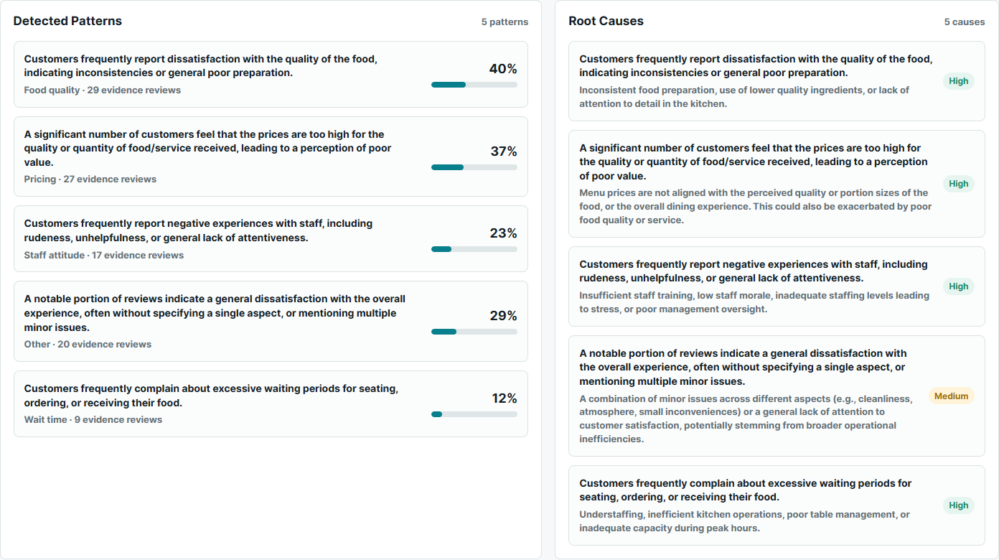 Detected Patterns
5 patterns
Customers frequently report dissatisfaction with the quality of the food,
indicating inconsistencies or general poor preparation.
Food quality · 29 evidence reviews
40%
A significant number of customers feel that the prices are too high for the
quality or quantity of food/service received, leading to a perception of poor
value.
Pricing · 27 evidence reviews
37%
Customers frequently report negative experiences with staff, including
rudeness, unhelpfulness, or general lack of attentiveness.
Staff attitude · 17 evidence reviews
23%
A notable portion of reviews indicate a general dissatisfaction with the overall
experience, often without specifying a single aspect, or mentioning multiple
minor issues.
Other · 20 evidence reviews
29%
Customers frequently complain about excessive waiting periods for seating,
ordering, or receiving their food.
Wait time · 9 evidence reviews
12%
Root Causes
5 causes
Customers frequently report dissatisfaction with the quality of the food,
indicating inconsistencies or general poor preparation.
Inconsistent food preparation, use of lower quality ingredients, or lack of
attention to detail in the kitchen.
High
A significant number of customers feel that the prices are too high for
the quality or quantity of food/service received, leading to a perception
of poor value.
Menu prices are not aligned with the perceived quality or portion sizes of the
food, or the overall dining experience. This could also be exacerbated by poor
food quality or service.
High
Customers frequently report negative experiences with staff, including
rudeness, unhelpfulness, or general lack of attentiveness.
Insufficient staff training, low staff morale, inadequate staffing levels leading
to stress, or poor management oversight.
High
A notable portion of reviews indicate a general dissatisfaction with
the overall experience, often without specifying a single aspect, or
mentioning multiple minor issues.
A combination of minor issues across different aspects (e.g., cleanliness,
atmosphere, small inconveniences) or a general lack of attention to
customer satisfaction, potentially stemming from broader operational
inefficiencies.
Medium
Customers frequently complain about excessive waiting periods for
seating, ordering, or receiving their food.
Understaffing, inefficient kitchen operations, poor table management, or
inadequate capacity during peak hours.
High